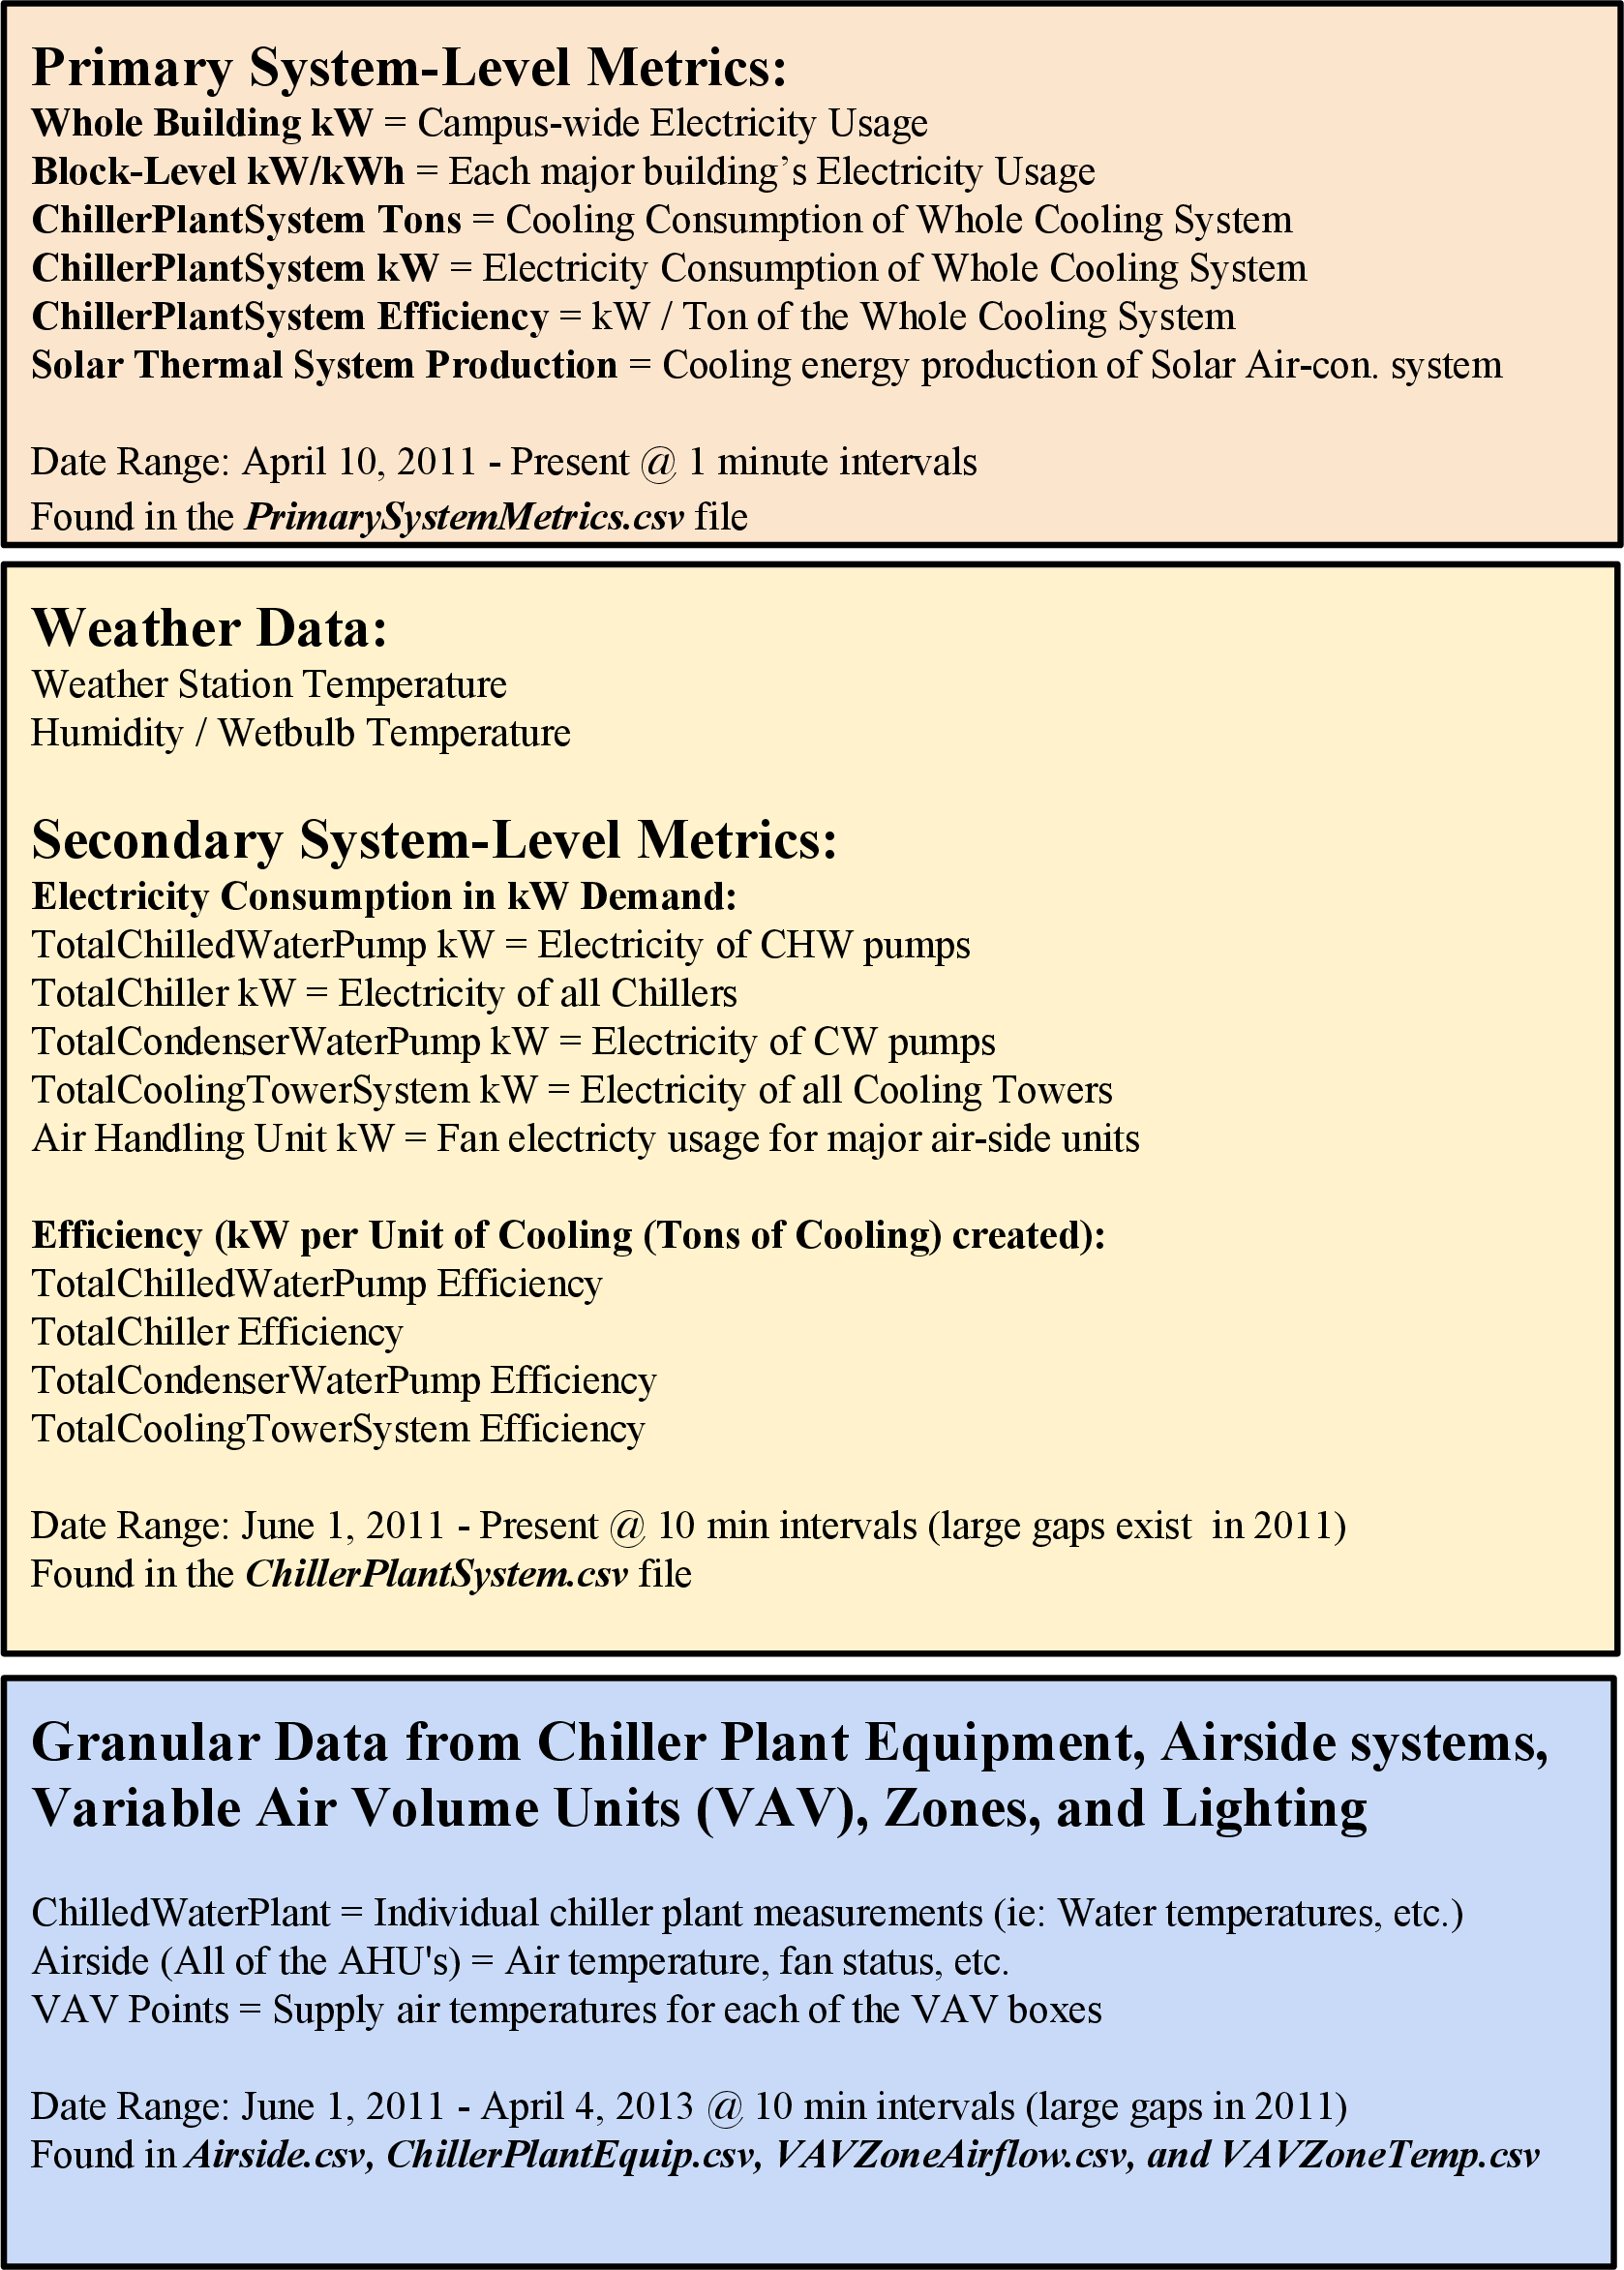 Primary System-Level Metrics:
Whole Building kW = Campus-wide Electricity Usage
Block-Level kW/kWh = Each major building’s Electricity Usage
ChillerPlantSystem Tons = Cooling Consumption of Whole Cooling System
ChillerPlantSystem kW = Electricity Consumption of Whole Cooling System
ChillerPlantSystem Efficiency = kW / Ton of the Whole Cooling System
Solar Thermal System Production = Cooling energy production of Solar Air-con. system
Date Range: April 10, 2011 - Present @ 1 minute intervals
Found in the PrimarySystemMetrics.csv file
Weather Data:
Weather Station Temperature
Humidity / Wetbulb Temperature
Secondary System-Level Metrics:
Electricity Consumption in kW Demand:
TotalChilledWaterPump kW = Electricity of CHW pumps
TotalChiller kW = Electricity of all Chillers
TotalCondenserWaterPump kW = Electricity of CW pumps
TotalCoolingTowerSystem kW = Electricity of all Cooling Towers
Air Handling Unit kW = Fan electricty usage for major air-side units
Efficiency (kW per Unit of Cooling (Tons of Cooling) created):
TotalChilledWaterPump Efficiency
TotalChiller Efficiency
TotalCondenserWaterPump Efficiency
TotalCoolingTowerSystem Efficiency
Date Range: June 1, 2011 - Present @ 10 min intervals (large gaps exist  in 2011)
Found in the ChillerPlantSystem.csv file
Granular Data from Chiller Plant Equipment, Airside systems,
Variable Air Volume Units (VAV), Zones, and Lighting
ChilledWaterPlant = Individual chiller plant measurements (ie: Water temperatures, etc.)
Airside (All of the AHU's) = Air temperature, fan status, etc.
VAV Points = Supply air temperatures for each of the VAV boxes
Date Range: June 1, 2011 - April 4, 2013 @ 10 min intervals (large gaps in 2011)
Found in Airside.csv, ChillerPlantEquip.csv, VAVZoneAirflow.csv, and VAVZoneTemp.csv